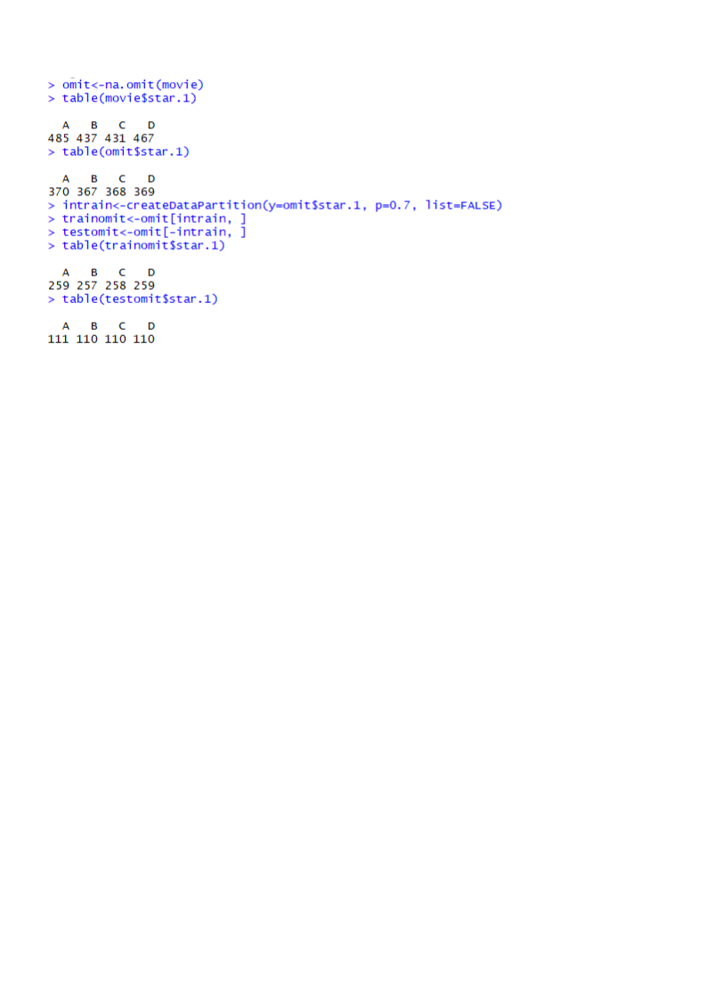 > omit<-na.omit(movie)
> table(movie$star.1)
A B C D
485 437 431 467
> table(omit$star.1)
A B C D
370 367 368 369
> intrain<-createDataPartition(y=omit$star.1, p=0.7, list=FALSE)
> trainomit<-omit[intrain, ]
> testomit<-omit[-intrain, ]
> table(trainomit$star.1)
A B C D
259 257 258 259
> table(testomit$star.1)
A B C D
111 110 110 110